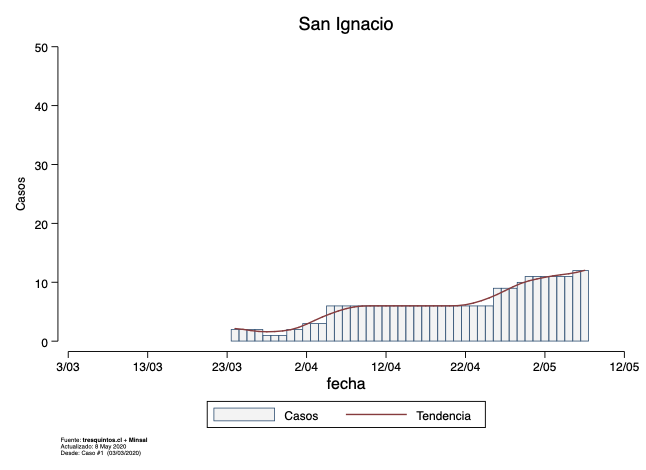 San Ignacio
50
40
30
20
10
0
Casos
3/03 13/03 23/03 2/04 12/04 22/04 2/05 12/05
fecha
Casos Tendencia
Fuente: tresquintos.cl + Minsal
Actualizado: 8 May 2020
Desde: Caso #1 (03/03/2020)